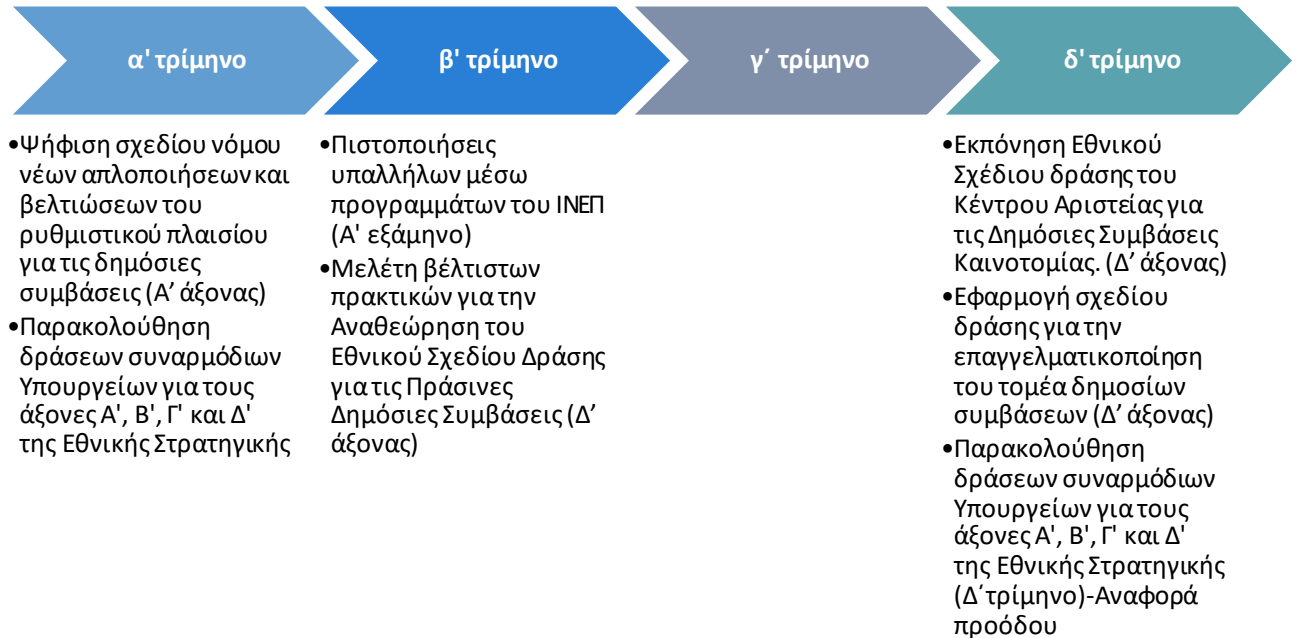 α' τρίμηνο
β' τρίμηνο
γ΄ τρίμηνο
δ' τρίμηνο
•Ψήφιση σχεδίου νόμου
νέων απλοποιήσεων και
βελτιώσεων του
ρυθμιστικού πλαισίου
για τις δημόσιες
συμβάσεις (Α’ άξονας)
•Παρακολούθηση
δράσεων συναρμόδιων
Υπουργείων για τους
άξονες Α', Β', Γ' και Δ'
της Εθνικής Στρατηγικής
•Πιστοποιήσεις
υπαλλήλων μέσω
προγραμμάτων του ΙΝΕΠ
(Α' εξάμηνο)
•Μελέτη βέλτιστων
πρακτικών για την
Αναθεώρηση του
Εθνικού Σχεδίου Δράσης
για τις Πράσινες
Δημόσιες Συμβάσεις (Δ’
άξονας)
•Εκπόνηση Εθνικού
Σχέδιου δράσης του
Κέντρου Αριστείας για
τις Δημόσιες Συμβάσεις
Καινοτομίας. (Δ’ άξονας)
•Εφαρμογή σχεδίου
δράσης για την
επαγγελματικοποίηση
του τομέα δημοσίων
συμβάσεων (Δ’ άξονας)
•Παρακολούθηση
δράσεων συναρμόδιων
Υπουργείων για τους
άξονες Α', Β', Γ' και Δ'
της Εθνικής Στρατηγικής
(Δ΄τρίμηνο)-Αναφορά
προόδου